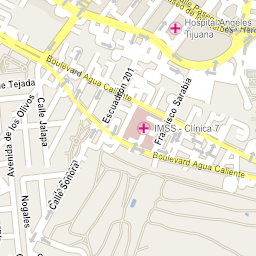 Hospital Angeles
Tijuana
Boulevard Agua Caliente
Escuadrón 201
Francisco Sarabia
IMSS - Clínica 7
Boulevard Agua Caliente
Tejada
Avenida de los Olivos
Calle Jalapa
Calle Sonora
Nogales